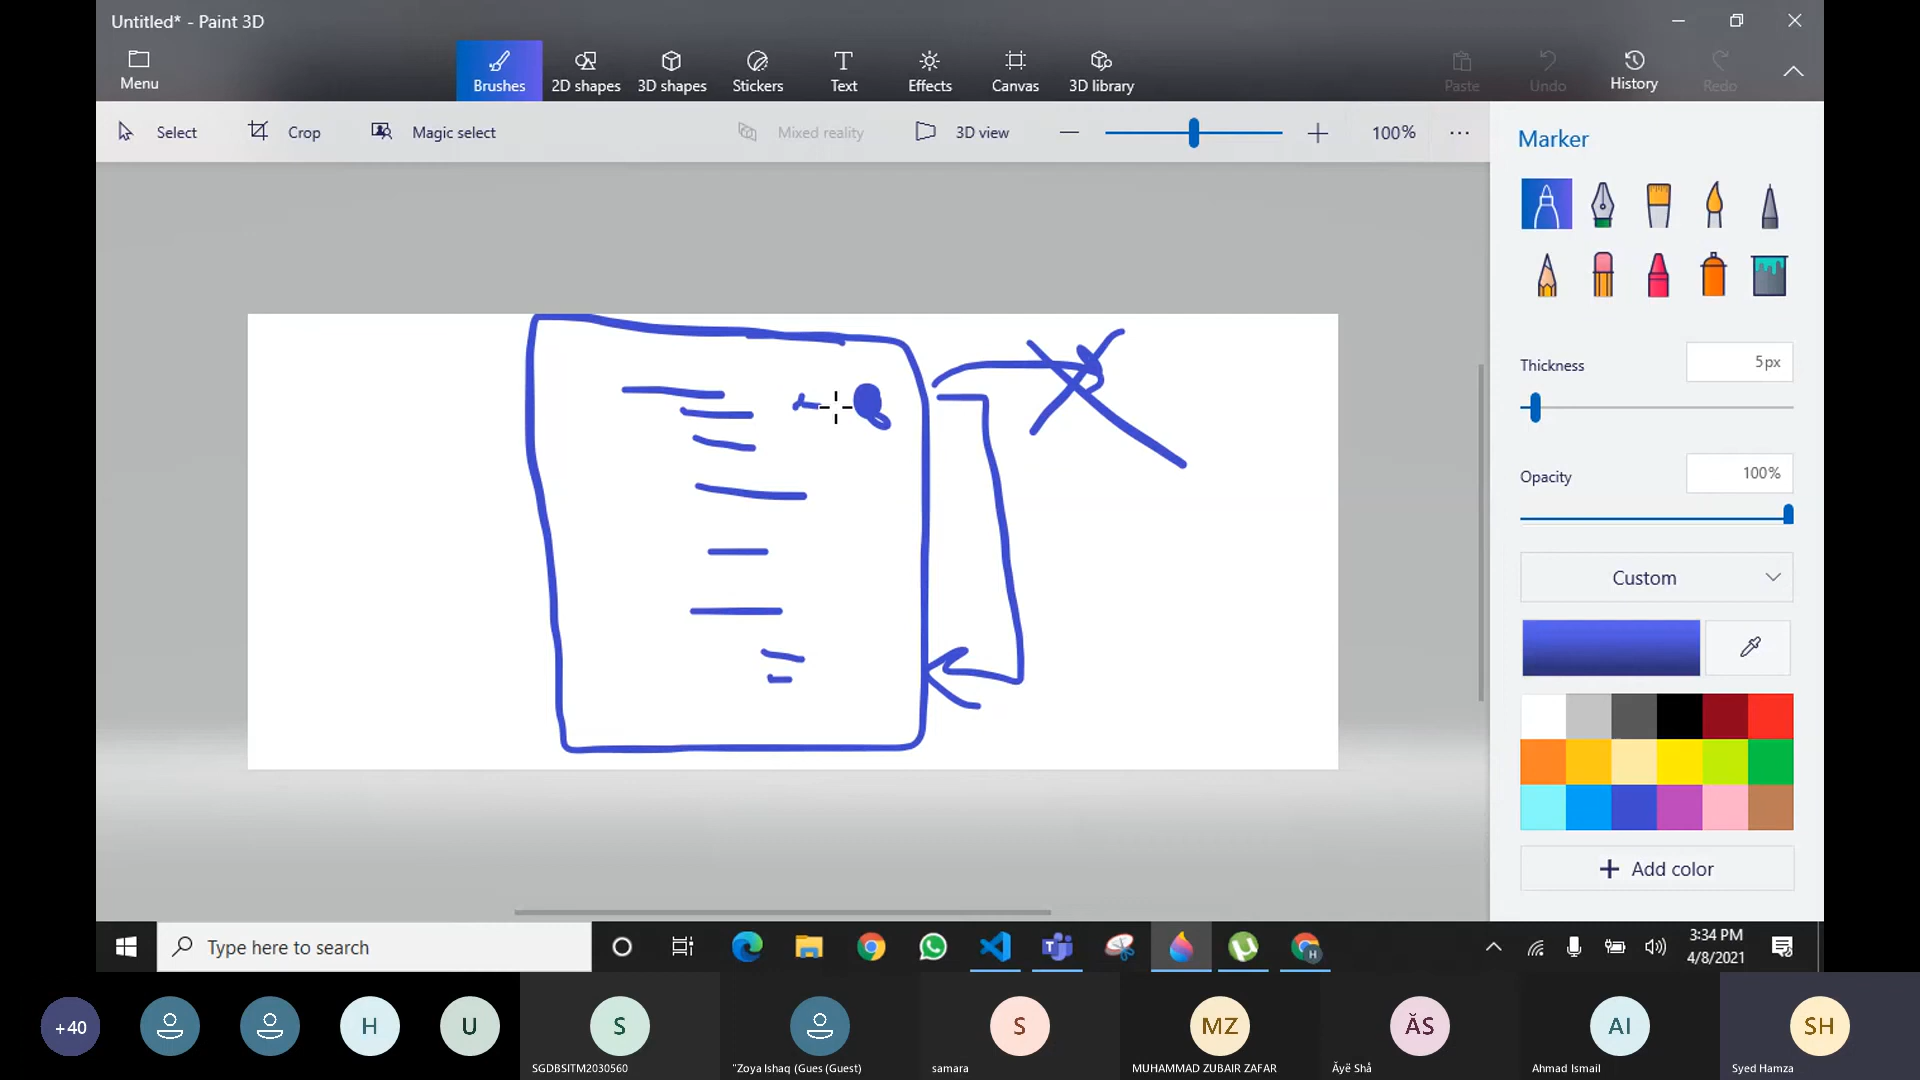 Untitled* - Paint 3D
Menu
Brushes
2D shapes
3D shapes
Stickers
Text
Effects
Canvas
3D library
Paste
Undo
History
Redo
Select
Crop
Magic select
Mixed reality
3D view
100%
Marker
Thickness
5px
Opacity
100%
Custom
Add color
Type here to search
3:34 PM
4/8/2021
+40
H
U
S
S
MZ
ĂS
AI
SH
SGDBSITM2030560
"Zoya Ishaq (Gues (Guest)
samara
MUHAMMAD ZUBAIR ZAFAR
Ăyë Shå
Ahmad Ismail
Syed Hamza